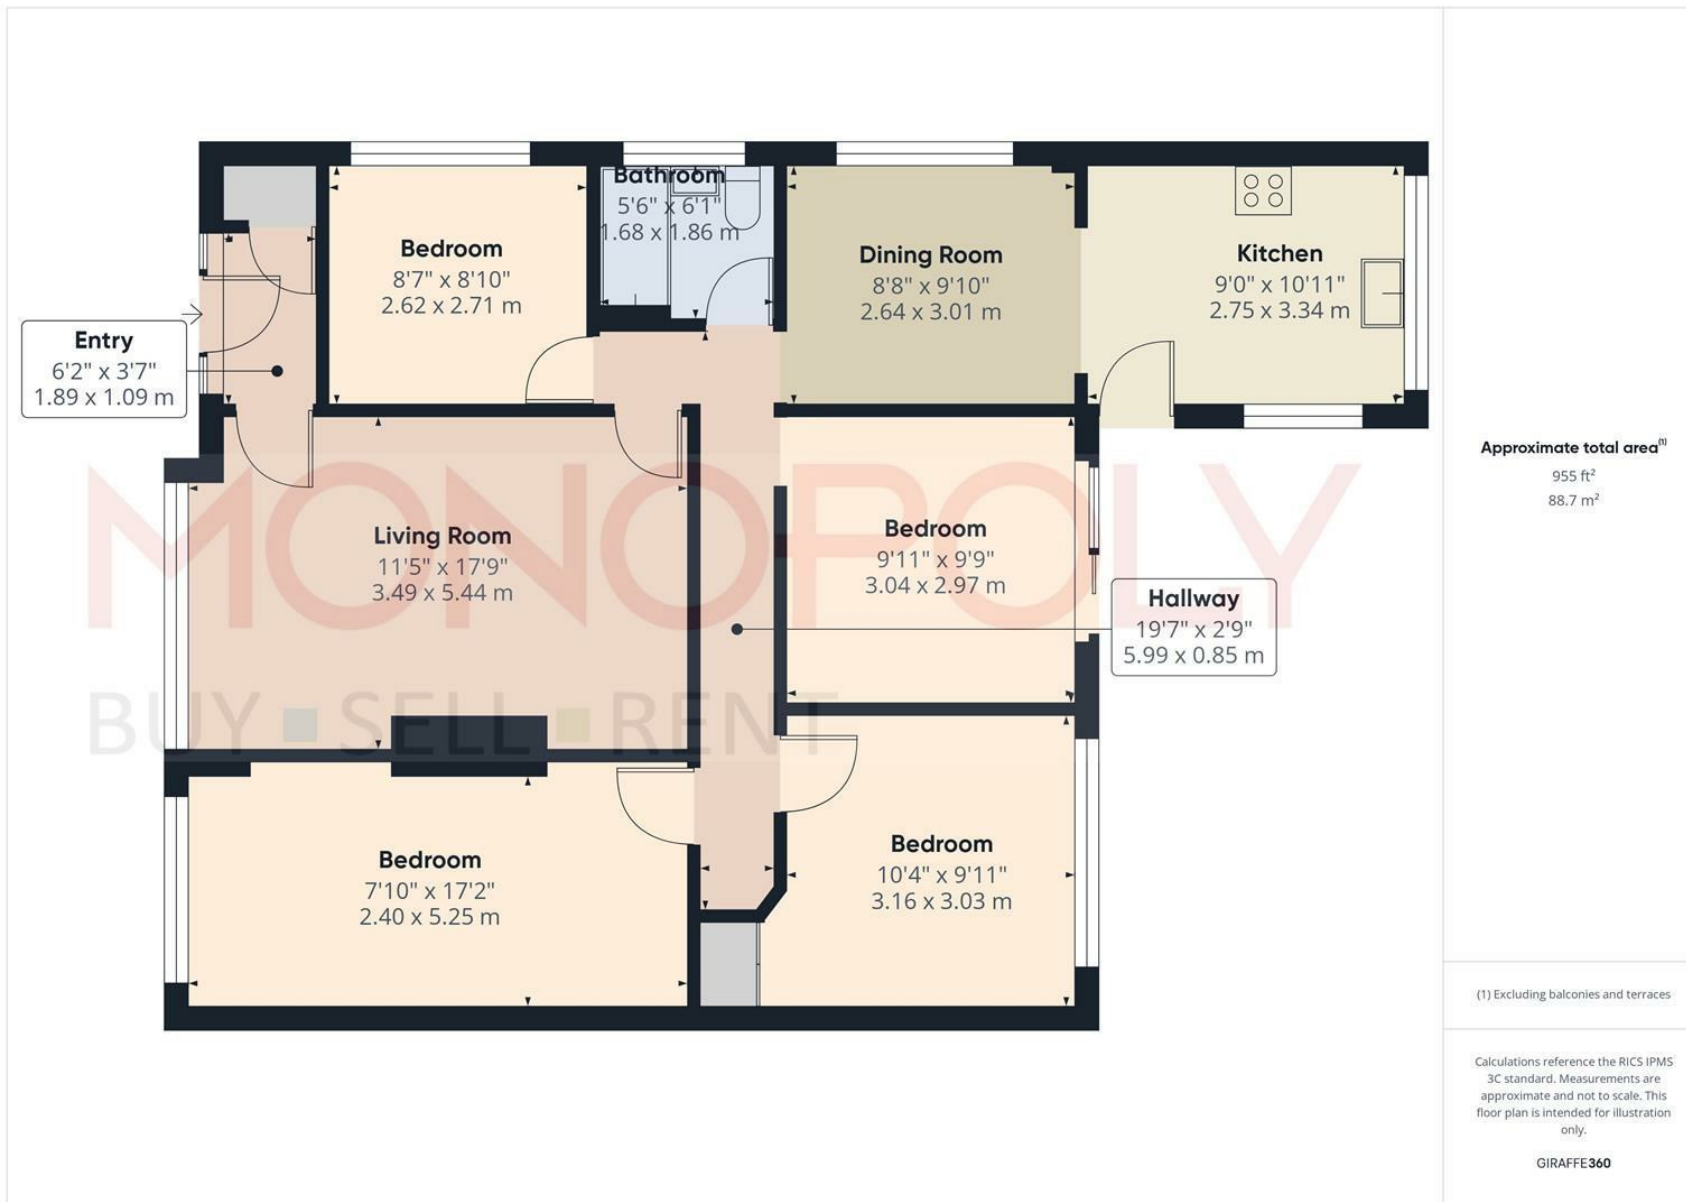 Bathroom
5'6" x 6'1"
1.68 x 1.86 m
Bedroom
8'7" x 8'10"
2.62 x 2.71 m
Dining Room
8'8" x 9'10"
2.64 x 3.01 m
Kitchen
9'0" x 10'11"
2.75 x 3.34 m
Entry
6'2" x 3'7"
1.89 x 1.09 m
MONOPOLY
BUY SELL RENT
Living Room
11'5" x 17'9"
3.49 x 5.44 m
Bedroom
9'11" x 9'9"
3.04 x 2.97 m
Hallway
19'7" x 2'9"
5.99 x 0.85 m
Bedroom
7'10" x 17'2"
2.40 x 5.25 m
Bedroom
10'4" x 9'11"
3.16 x 3.03 m
Approximate total area⁽¹⁾
955 ft²
88.7 m²
(1) Excluding balconies and terraces
Calculations reference the RICS IPMS
3C standard. Measurements are
approximate and not to scale. This
floor plan is intended for illustration
only.
GIRAFFE360